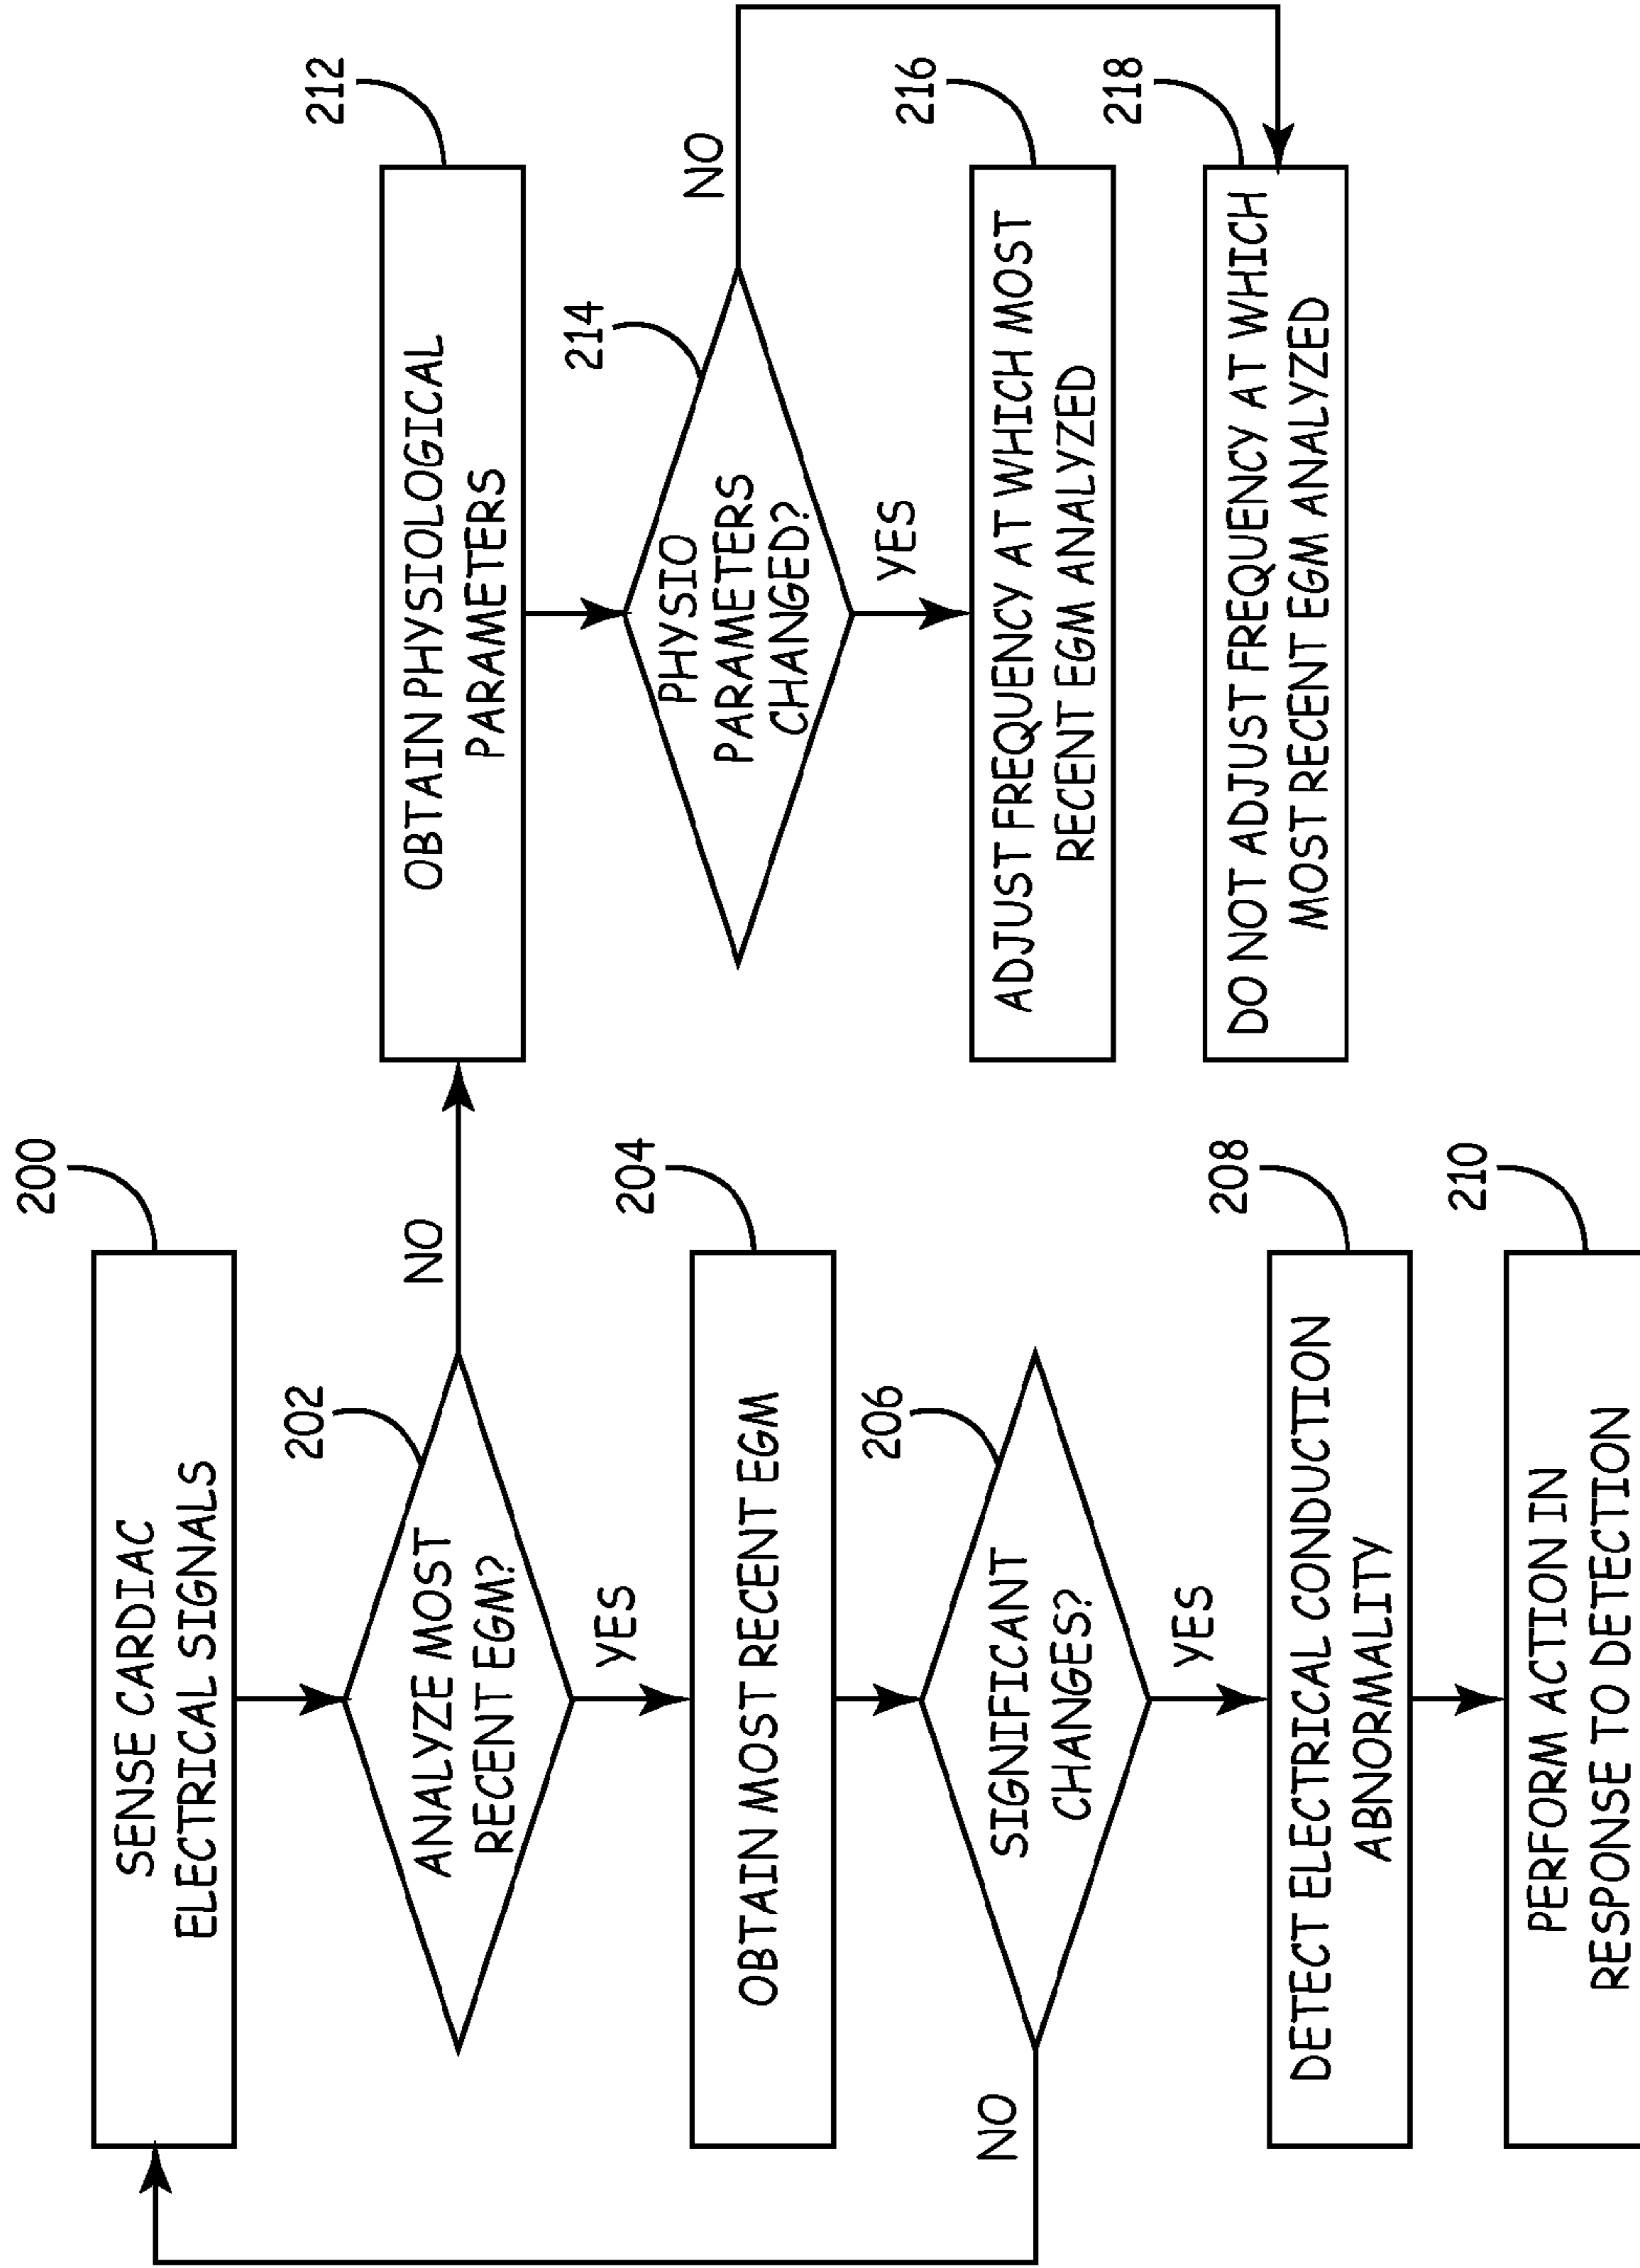 200
SENSE CARDIAC
ELECTRICAL SIGNALS
202
ANALYZE MOST
RECENT EGM?
NO
YES
204
OBTAIN MOST RECENT EGM
206
SIGNIFICANT
CHANGES?
NO
YES
208
DETECT ELECTRICAL CONDUCTION
ABNORMALITY
210
PERFORM ACTION IN
RESPONSE TO DETECTION
212
OBTAIN PHYSIOLOGICAL
PARAMETERS
214
PHYSIO
PARAMETERS
CHANGED?
NO
YES
216
ADJUST FREQUENCY AT WHICH MOST
RECENT EGM ANALYZED
218
DO NOT ADJUST FREQUENCY AT WHICH
MOST RECENT EGM ANALYZED